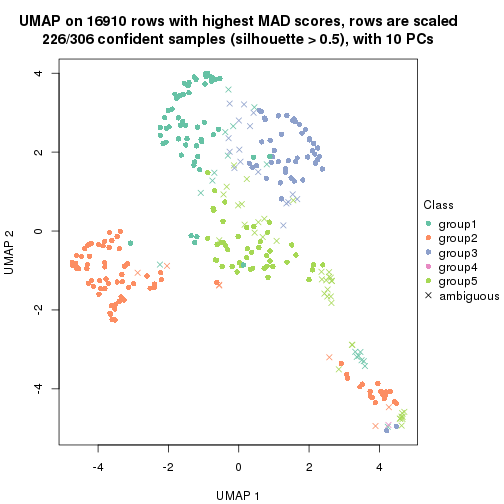 UMAP on 16910 rows with highest MAD scores, rows are scaled
226/306 confident samples (silhouette > 0.5), with 10 PCs
4
2
0
-2
-4
UMAP 2
-4
-2
0
2
4
UMAP 1
Class
group1
group2
group3
group4
group5
ambiguous